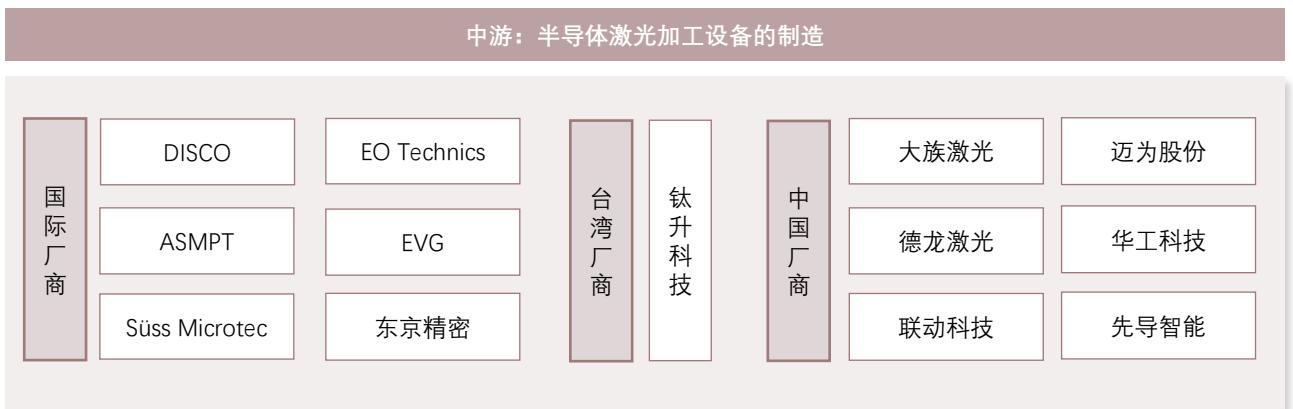 中游：半导体激光加工设备的制造
国际厂商
DISCO
EO Technics
ASMPT
EVG
Süss Microtec
东京精密
台湾厂商
钛升科技
中国厂商
大族激光
迈为股份
德龙激光
华工科技
联动科技
先导智能